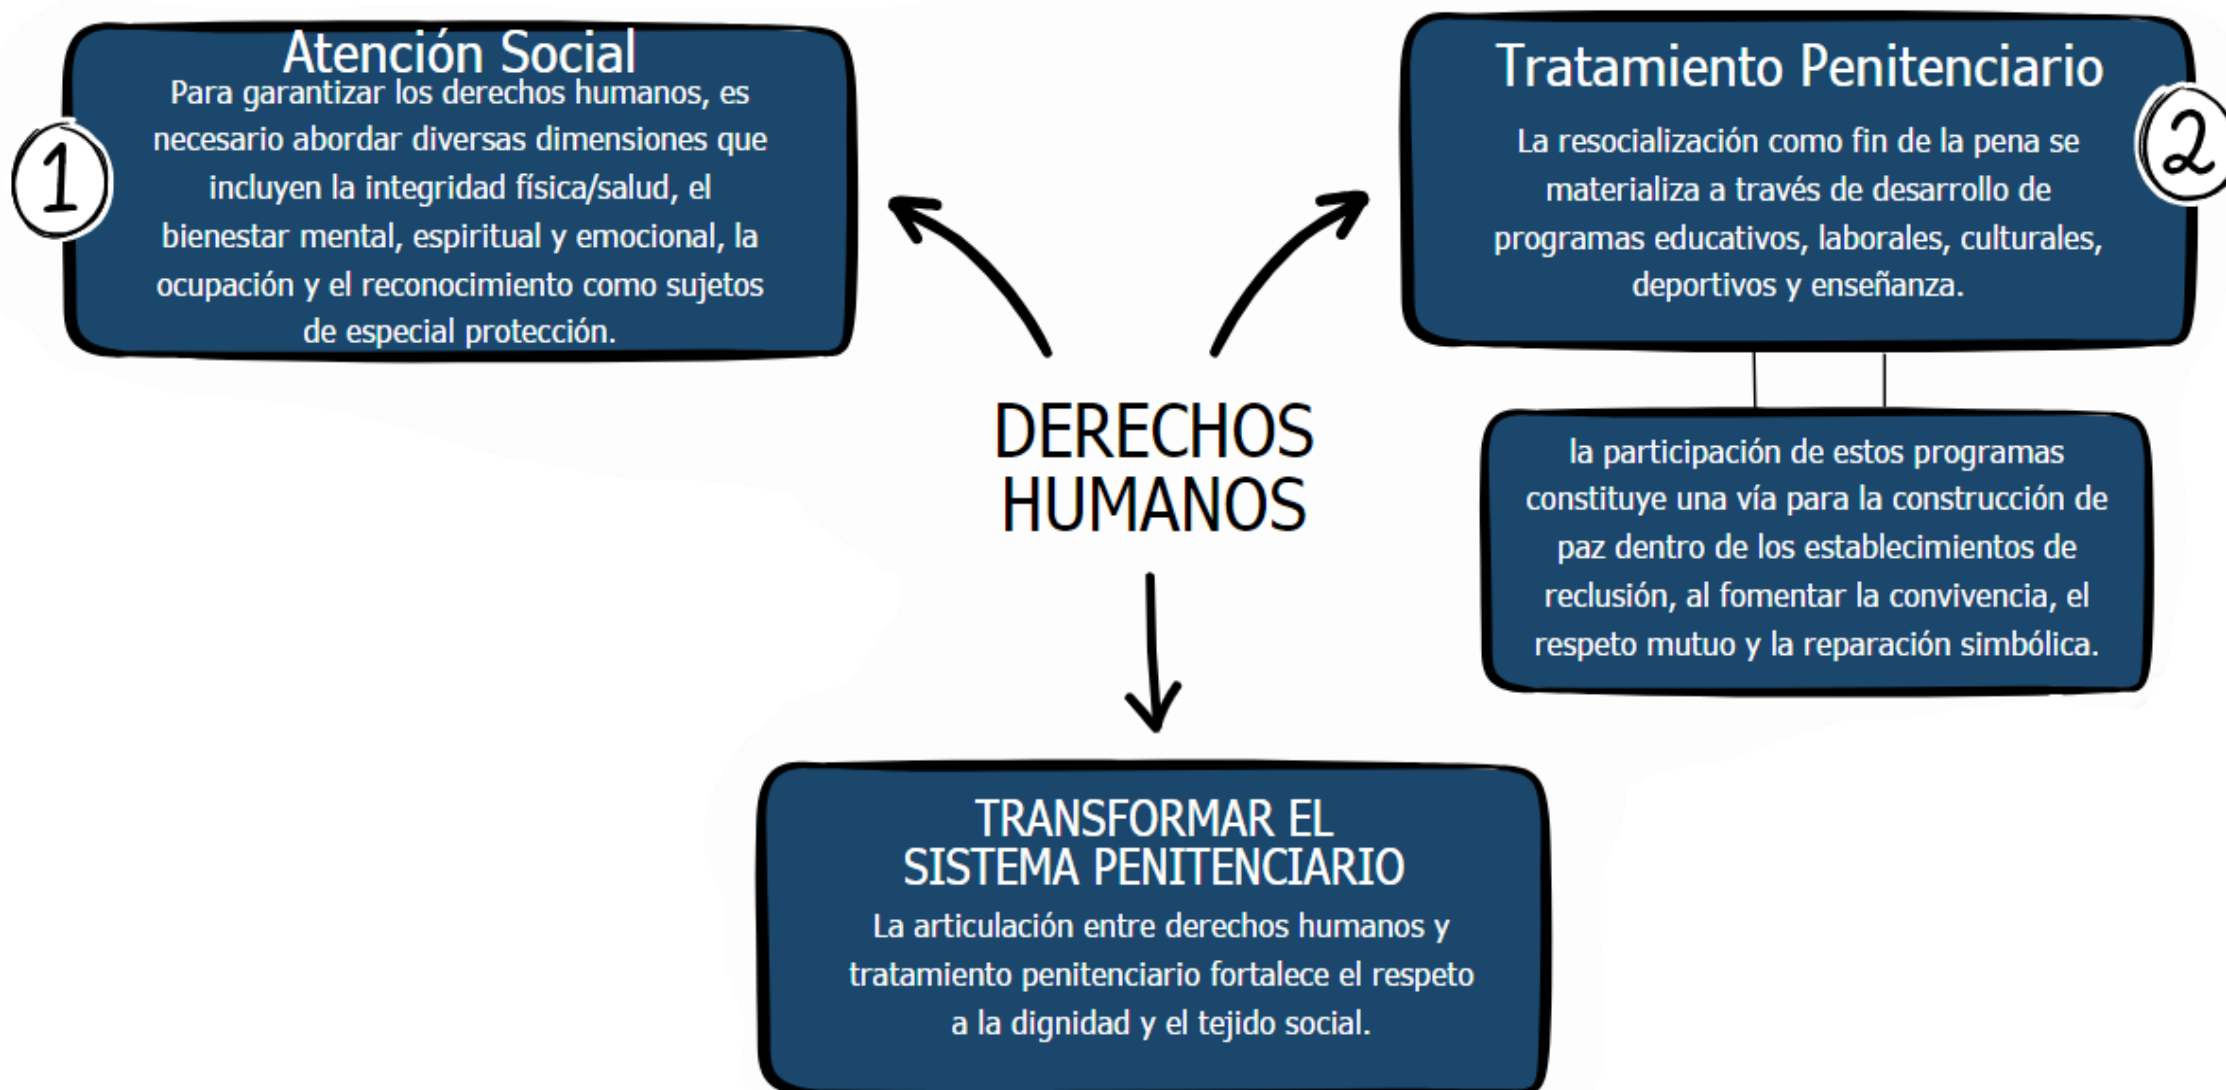 Atención Social
Para garantizar los derechos humanos, es
necesario abordar diversas dimensiones que
incluyen la integridad física/salud, el
bienestar mental, espiritual y emocional, la
ocupación y el reconocimiento como sujetos
de especial protección.
1
Tratamiento Penitenciario
La resocialización como fin de la pena se
materializa a través de desarrollo de
programas educativos, laborales, culturales,
deportivos y enseñanza.
2
la participación de estos programas
constituye una vía para la construcción de
paz dentro de los establecimientos de
reclusión, al fomentar la convivencia, el
respeto mutuo y la reparación simbólica.
DERECHOS
HUMANOS
TRANSFORMAR EL
SISTEMA PENITENCIARIO
La articulación entre derechos humanos y
tratamiento penitenciario fortalece el respeto
a la dignidad y el tejido social.